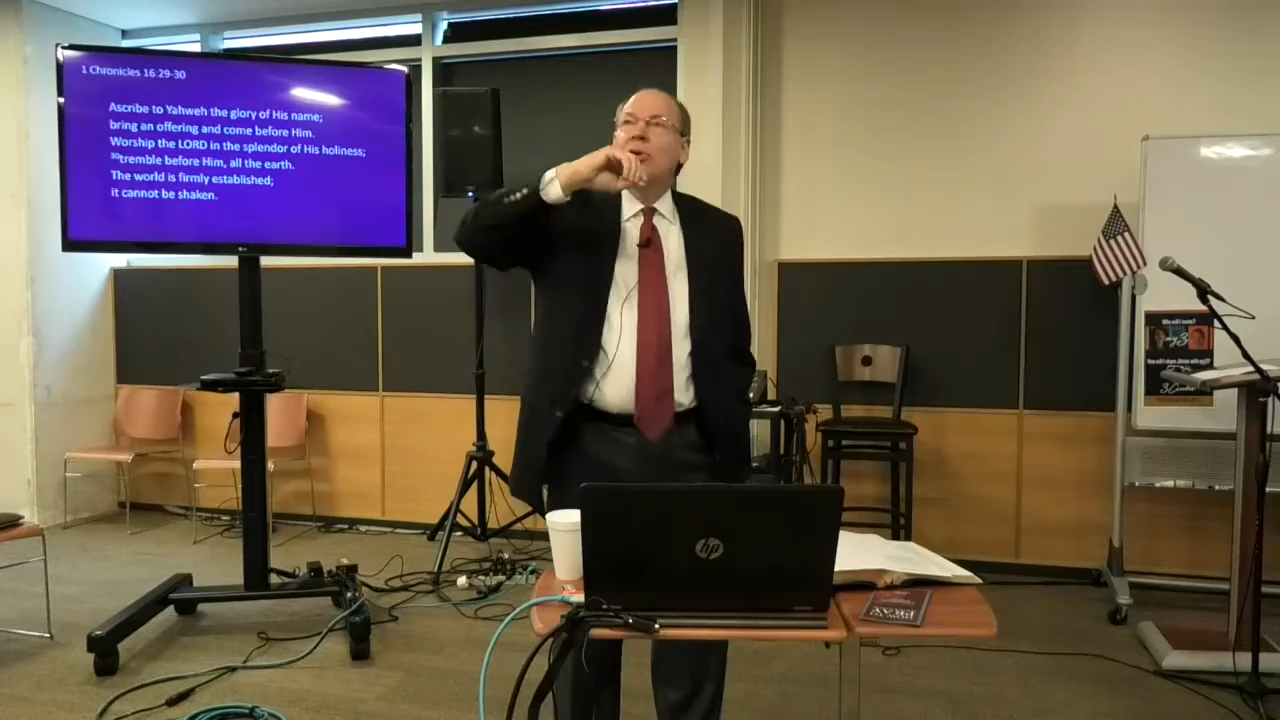 1 Chronicles 16:29-30
Ascribe to Yahweh the glory of His name;
bring an offering and come before Him.
Worship the LORD in the splendor of His holiness;
30tremble before Him, all the earth.
The world is firmly established;
it cannot be shaken.
LG
hp
my3